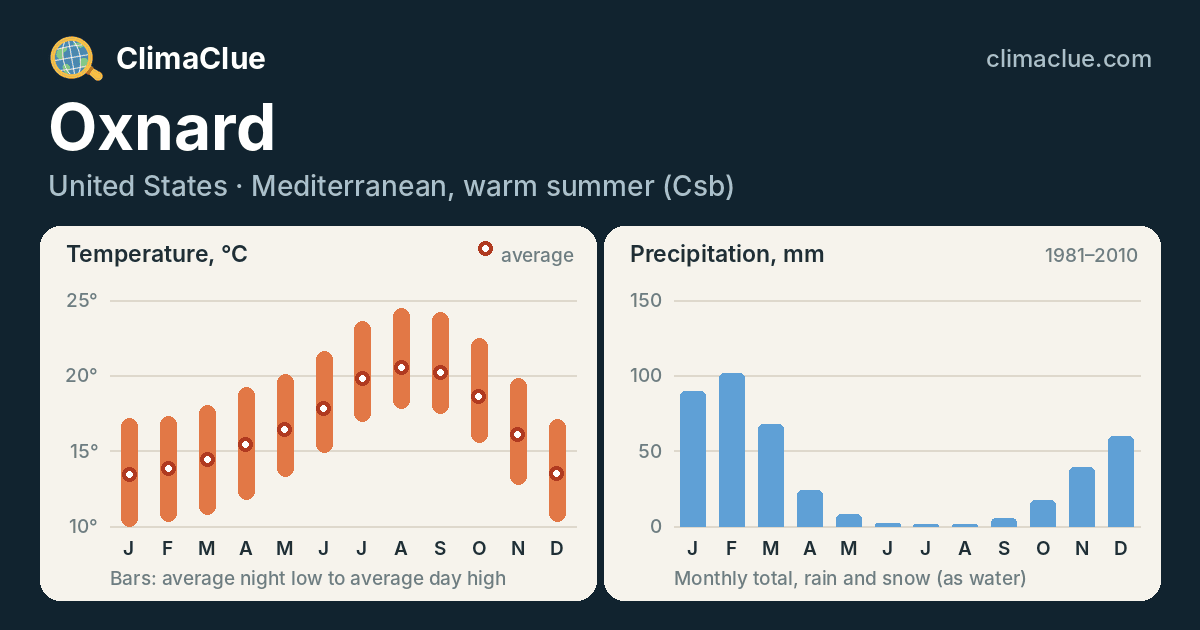 ClimaClue
climaclue.com
Oxnard
United States · Mediterranean, warm summer (Csb)
Temperature, °C
average
25°
20°
15°
10°
J F M A M J J A S O N D
Bars: average night low to average day high
Precipitation, mm
1981–2010
150
100
50
0
J F M A M J J A S O N D
Monthly total, rain and snow (as water)